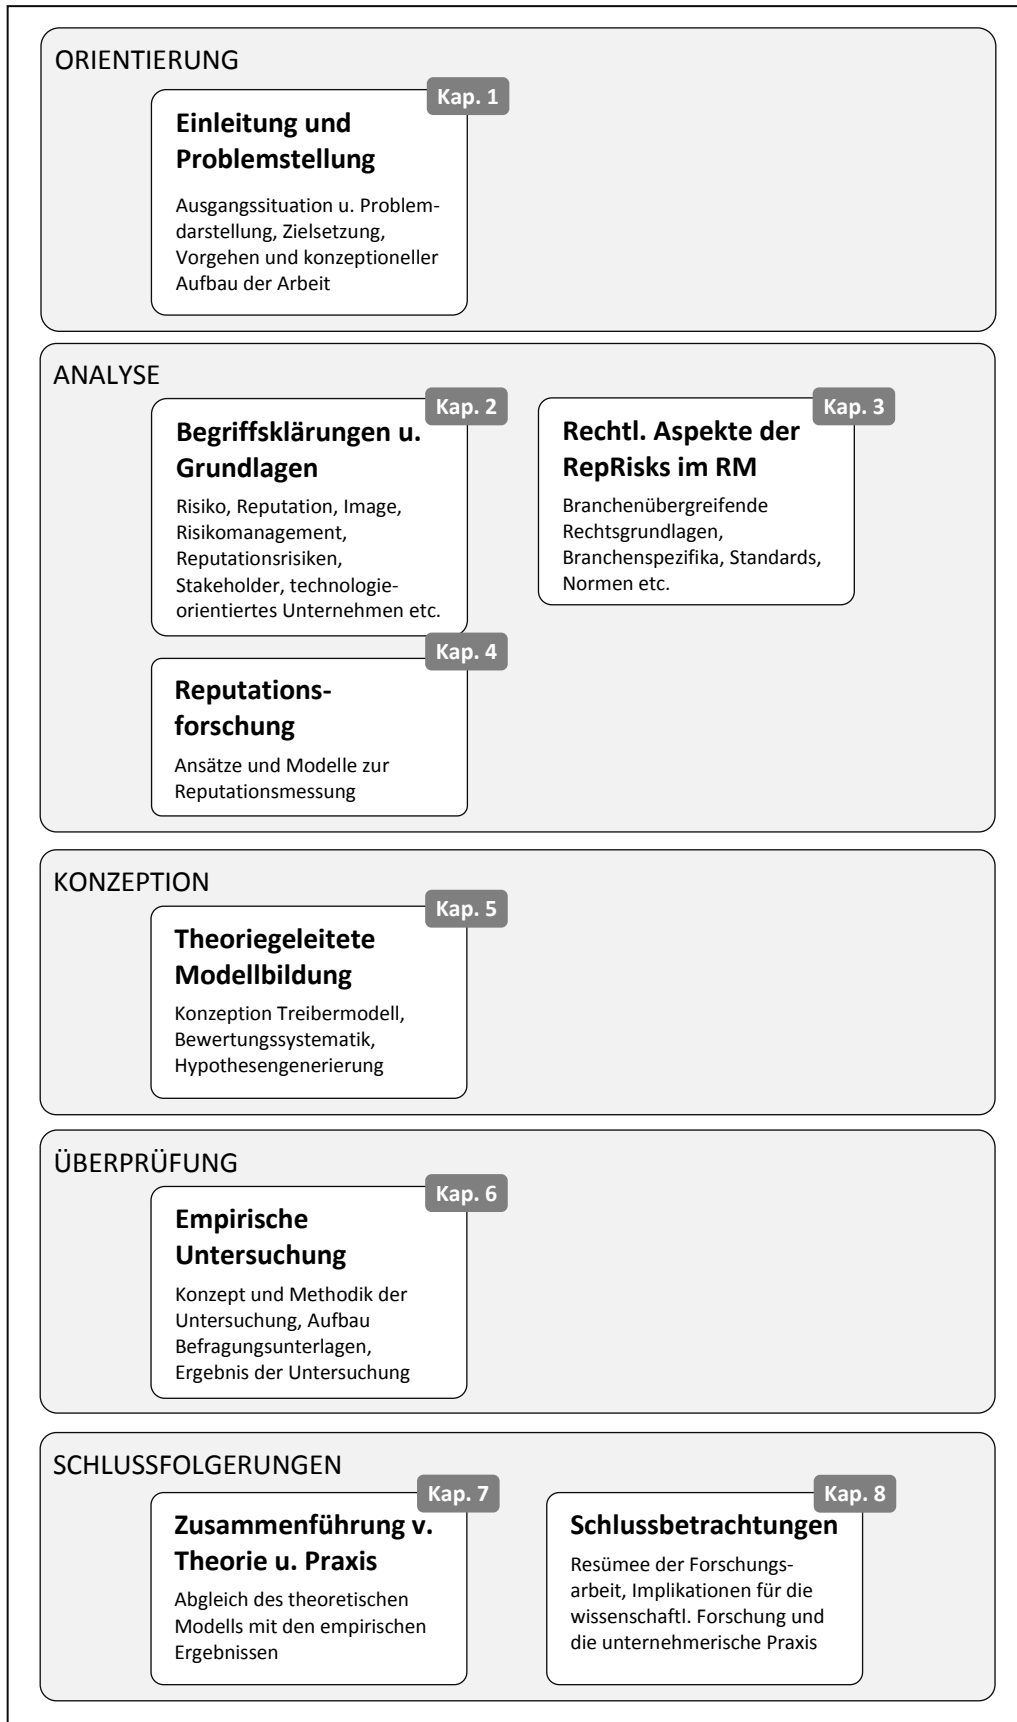 ORIENTIERUNG
Kap. 1
Einleitung und
Problemstellung
Ausgangssituation u. Problem-
darstellung, Zielsetzung,
Vorgehen und konzeptioneller
Aufbau der Arbeit
ANALYSE
Kap. 2
Begriffsklärungen u.
Grundlagen
Risiko, Reputation, Image,
Risikomanagement,
Reputationsrisiken,
Stakeholder, technologie-
orientiertes Unternehmen etc.
Kap. 3
Rechtl. Aspekte der
RepRisks im RM
Branchenübergreifende
Rechtsgrundlagen,
Branchenspezifika, Standards,
Normen etc.
Kap. 4
Reputations-
forschung
Ansätze und Modelle zur
Reputationsmessung
KONZEPTION
Kap. 5
Theoriegeleitete
Modellbildung
Konzeption Treibermodell,
Bewertungssystematik,
Hypothesengenerierung
ÜBERPRÜFUNG
Kap. 6
Empirische
Untersuchung
Konzept und Methodik der
Untersuchung, Aufbau
Befragungsunterlagen,
Ergebnis der Untersuchung
SCHLUSSFOLGERUNGEN
Kap. 7
Zusammenführung v.
Theorie u. Praxis
Abgleich des theoretischen
Modells mit den empirischen
Ergebnissen
Kap. 8
Schlussbetrachtungen
Resümee der Forschungs-
arbeit, Implikationen für die
wissenschaftl. Forschung und
die unternehmerische Praxis